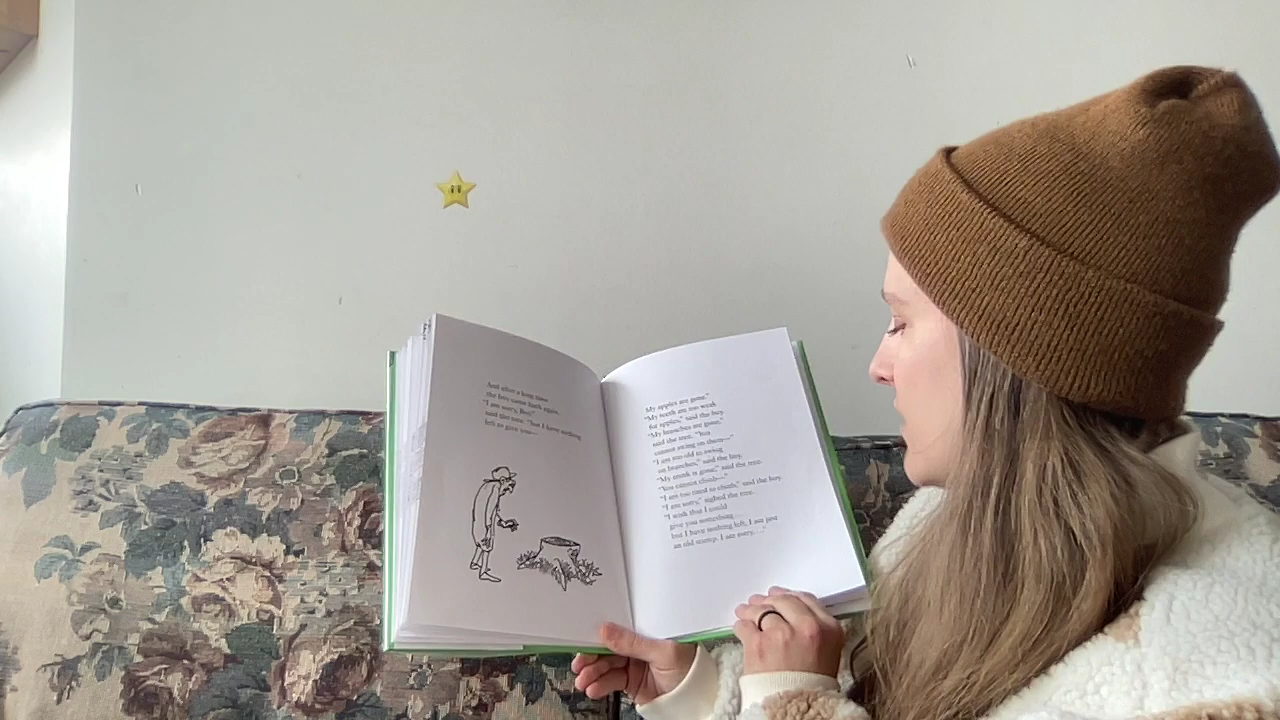 And after a long time
the boy came back again.
"I am sorry, Boy,"
said the tree, "but I have nothing
left to give you—
My apples are gone."
"My teeth are too weak
for apples," said the boy.
"My branches are gone,"
said the tree. "You
cannot swing on them—"
"I am too old to swing
on branches," said the boy.
"My trunk is gone," said the tree.
"You cannot climb—"
"I am too tired to climb," said the boy.
"I am sorry," sighed the tree.
"I wish that I could
give you something—
but I have nothing left. I am just
an old stump. I am sorry...."